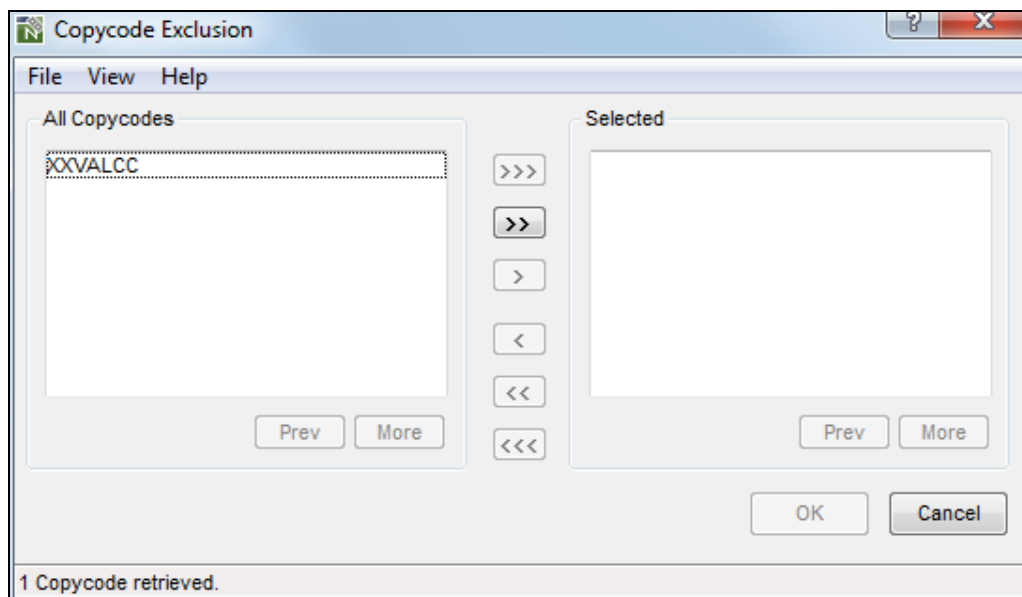 Copycode Exclusion
? X
File View Help
All Copycodes
XXVALCC
Prev More
>>>
>>
>
<
<<
<<<
Selected
Prev More
OK Cancel
1 Copycode retrieved.